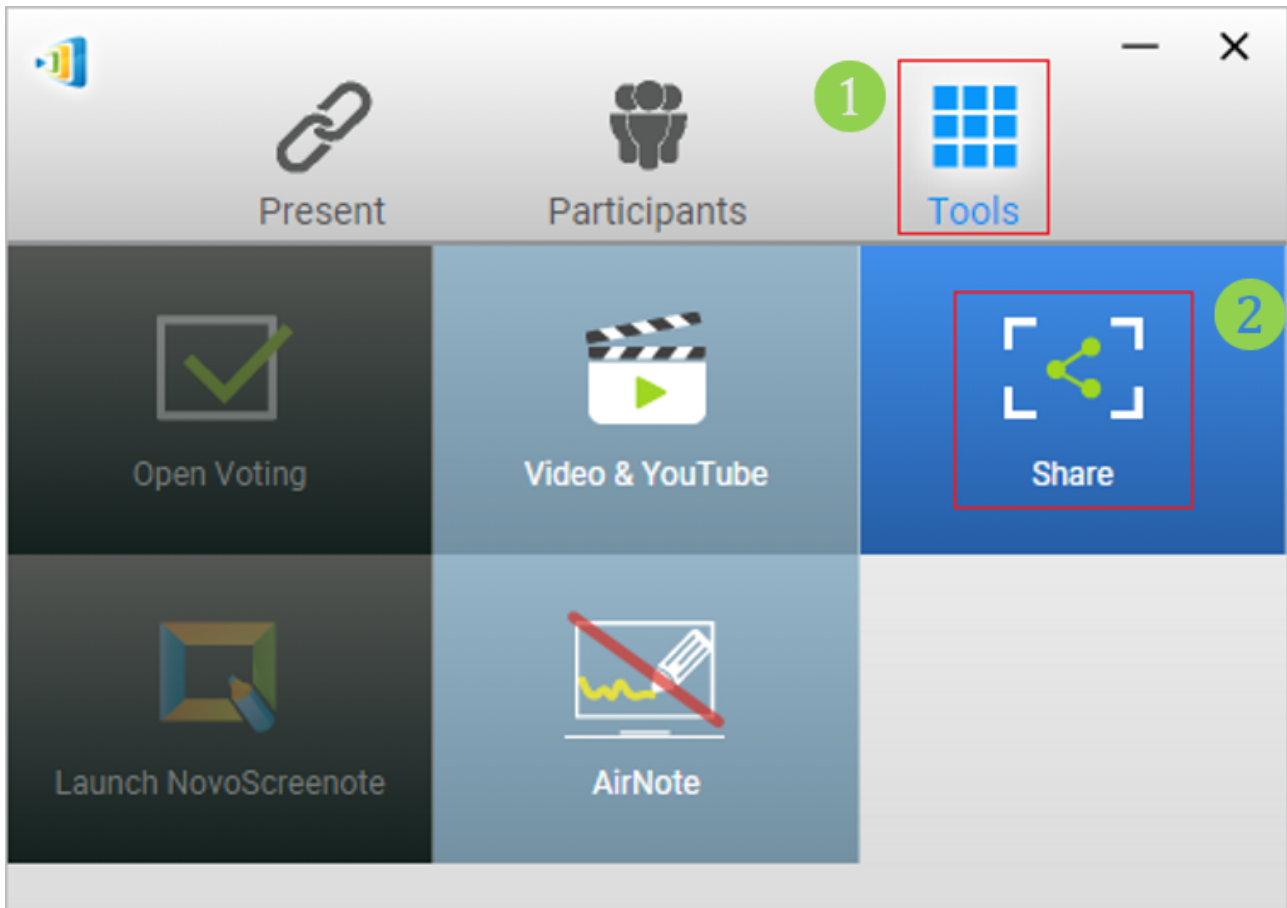 1
Present
Participants
Tools
2
Open Voting
Video & YouTube
Share
Launch NovoScreenote
AirNote